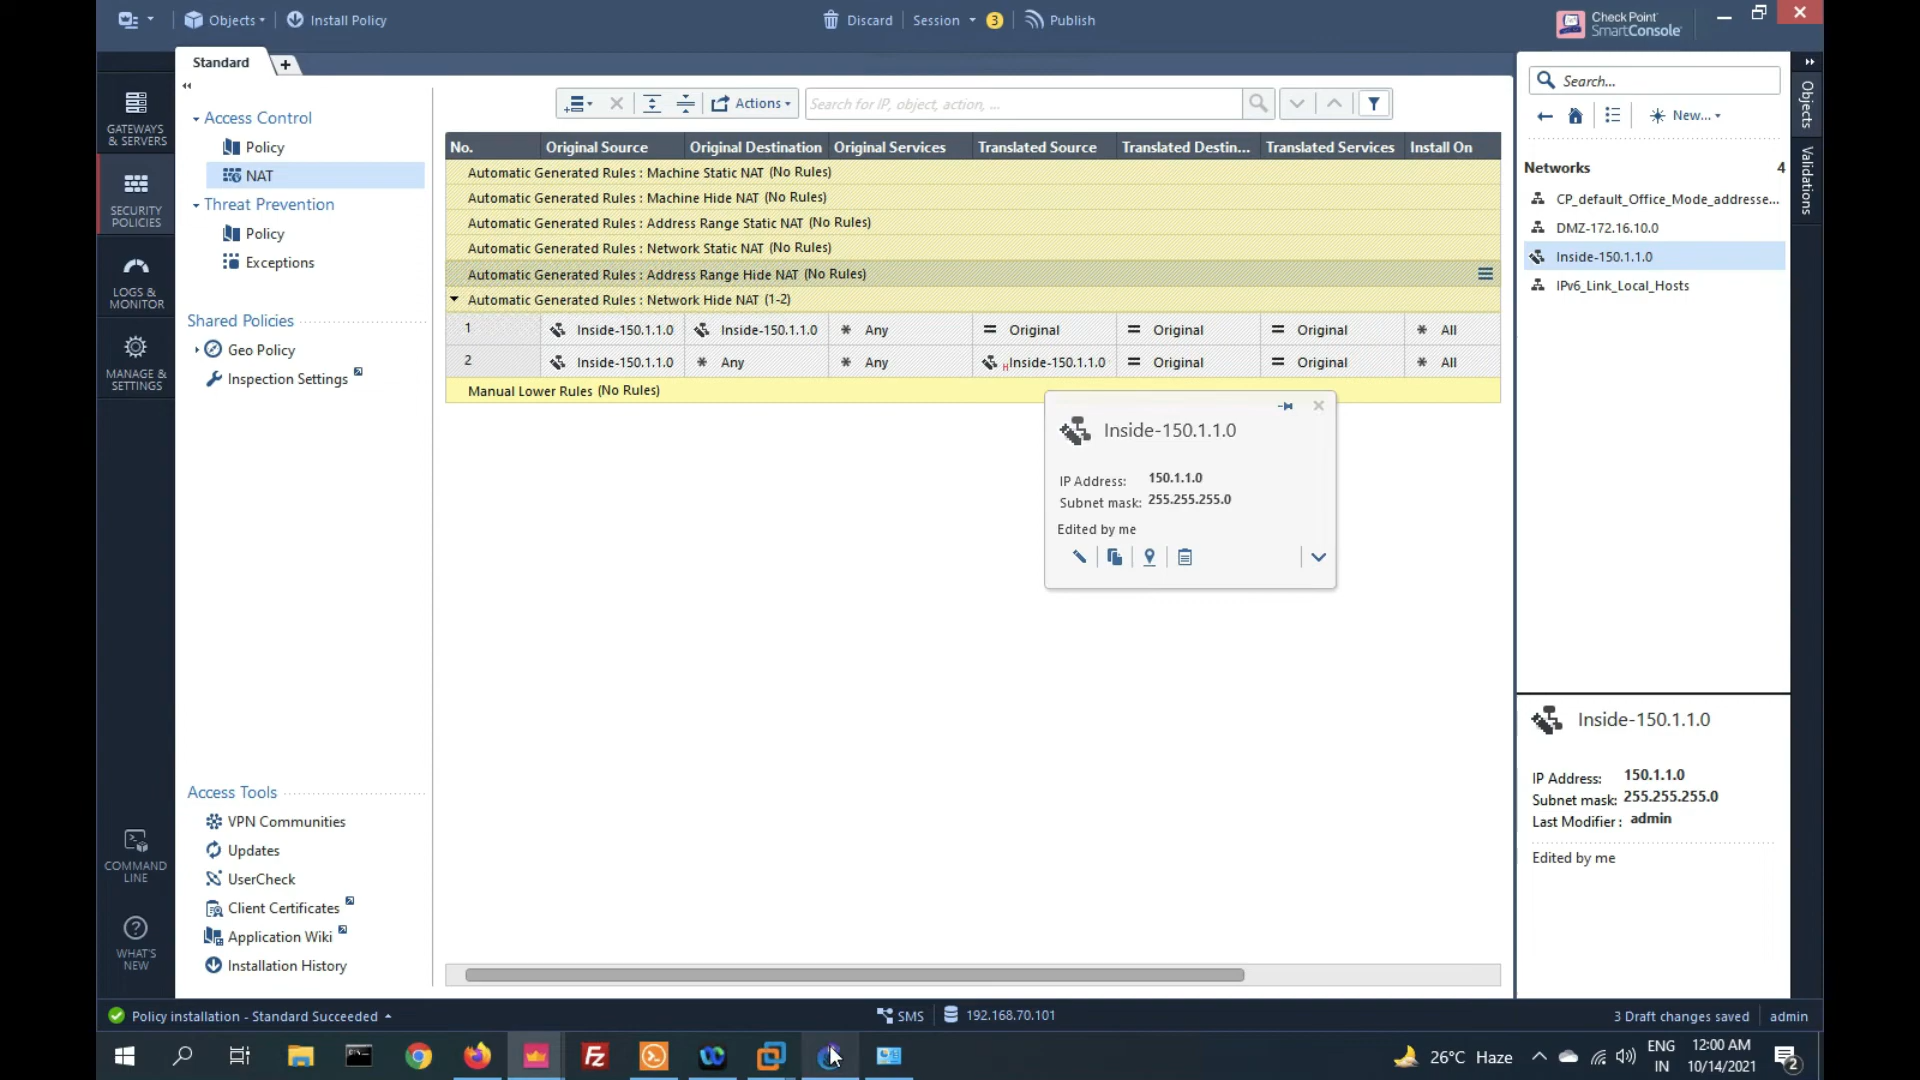 Objects
Install Policy
Discard
Session
3
Publish
Check Point
SmartConsole
Standard
+
GATEWAYS
& SERVERS
SECURITY
POLICIES
LOGS &
MONITOR
MANAGE &
SETTINGS
COMMAND
LINE
WHAT'S
NEW
Access Control
Policy
NAT
Threat Prevention
Policy
Exceptions
Shared Policies
Geo Policy
Inspection Settings
Access Tools
VPN Communities
Updates
UserCheck
Client Certificates
Application Wiki
Installation History
Actions
Search for IP, object, action, ...
No. Original Source Original Destination Original Services Translated Source Translated Destin... Translated Services Install On
Automatic Generated Rules : Machine Static NAT (No Rules)
Automatic Generated Rules : Machine Hide NAT (No Rules)
Automatic Generated Rules : Address Range Static NAT (No Rules)
Automatic Generated Rules : Network Static NAT (No Rules)
Automatic Generated Rules : Address Range Hide NAT (No Rules)
Automatic Generated Rules : Network Hide NAT (1-2)
1 Inside-150.1.1.0 Inside-150.1.1.0 * Any = Original = Original = Original * All
2 Inside-150.1.1.0 * Any * Any H Inside-150.1.1.0 = Original = Original * All
Manual Lower Rules (No Rules)
Inside-150.1.1.0
IP Address: 150.1.1.0
Subnet mask: 255.255.255.0
Edited by me
Search...
New...
Networks 4
CP_default_Office_Mode_addresse...
DMZ-172.16.10.0
Inside-150.1.1.0
IPv6_Link_Local_Hosts
Objects
Validations
Inside-150.1.1.0
IP Address: 150.1.1.0
Subnet mask: 255.255.255.0
Last Modifier : admin
Edited by me
Policy installation - Standard Succeeded
SMS
192.168.70.101
3 Draft changes saved
admin
FZ
26°C Haze
ENG
IN
12:00 AM
10/14/2021
2